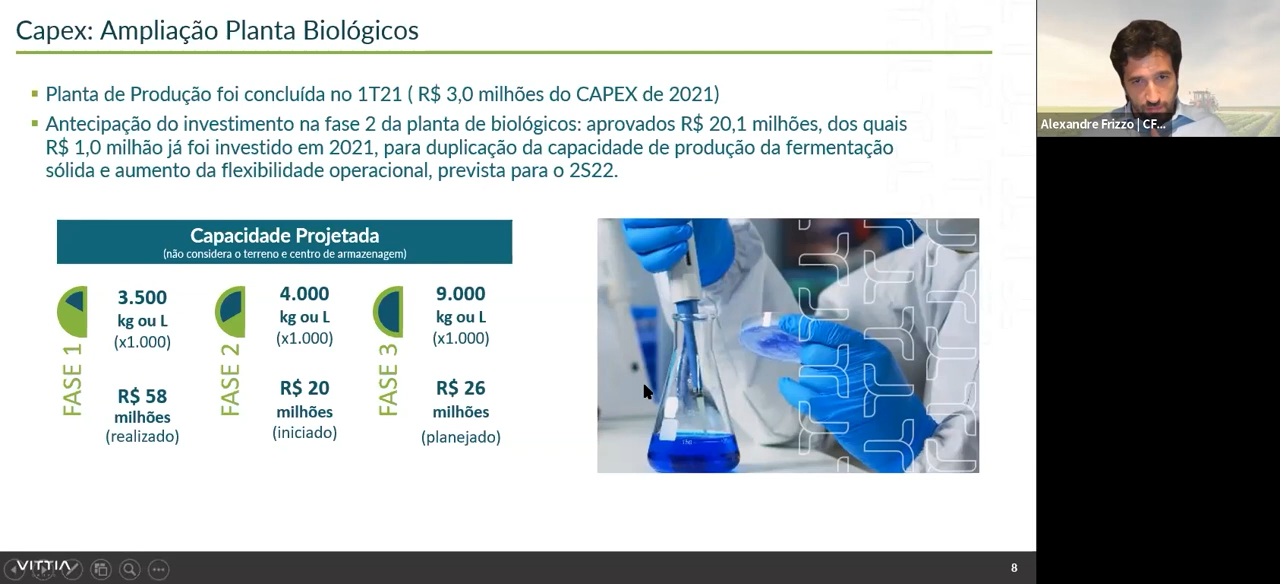 Capex: Ampliação Planta Biológicos
Planta de Produção foi concluída no 1T21 ( R$ 3,0 milhões do CAPEX de 2021)
Antecipação do investimento na fase 2 da planta de biológicos: aprovados R$ 20,1 milhões, dos quais
R$ 1,0 milhão já foi investido em 2021, para duplicação da capacidade de produção da fermentação
sólida e aumento da flexibilidade operacional, prevista para o 2S22.
Capacidade Projetada
(não considera o terreno e centro de armazenagem)
FASE 1
3.500
kg ou L
(x1.000)
R$ 58
milhões
(realizado)
FASE 2
4.000
kg ou L
(x1.000)
R$ 20
milhões
(iniciado)
FASE 3
9.000
kg ou L
(x1.000)
R$ 26
milhões
(planejado)
VITTIA
8
Alexandre Frizzo | CF...